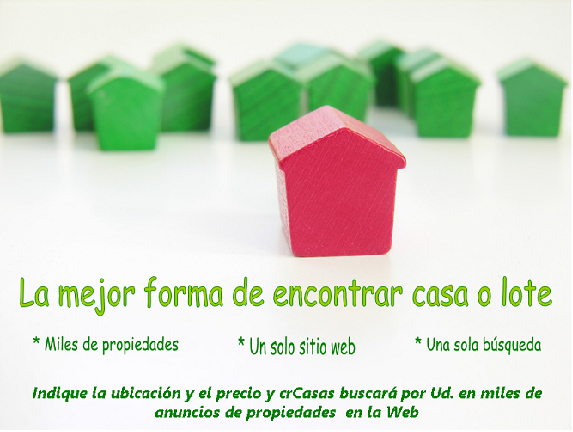 La mejor forma de encontrar casa o lote
* Miles de propiedades * Un solo sitio web * Una sola búsqueda
Indique la ubicación y el precio y crCasas buscará por Ud. en miles de
anuncios de propiedades en la Web